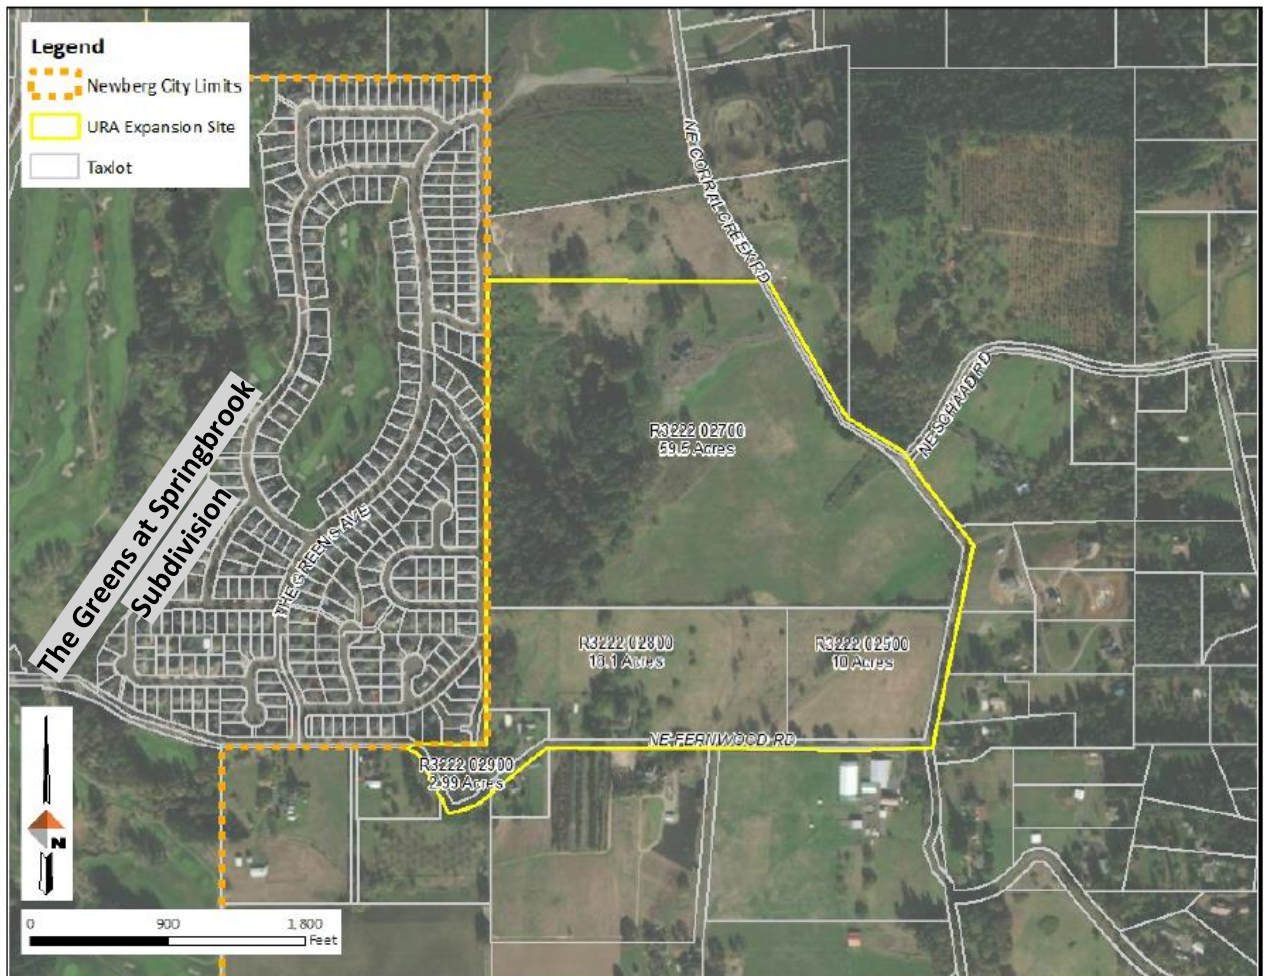 Legend
Newberg City Limits
URA Expansion Site
Taxlot
NE CORRAL CREEK RD
NE SCHAAD RD
R3222 02700
59.5 Acres
The Greens at Springbrook
Subdivision
THE GREENS AVE
R3222 02800
18.1 Acres
R3222 02500
10 Acres
NE FERNWOOD RD
R3222 02900
2.99 Acres
N
0 900 1,800
Feet